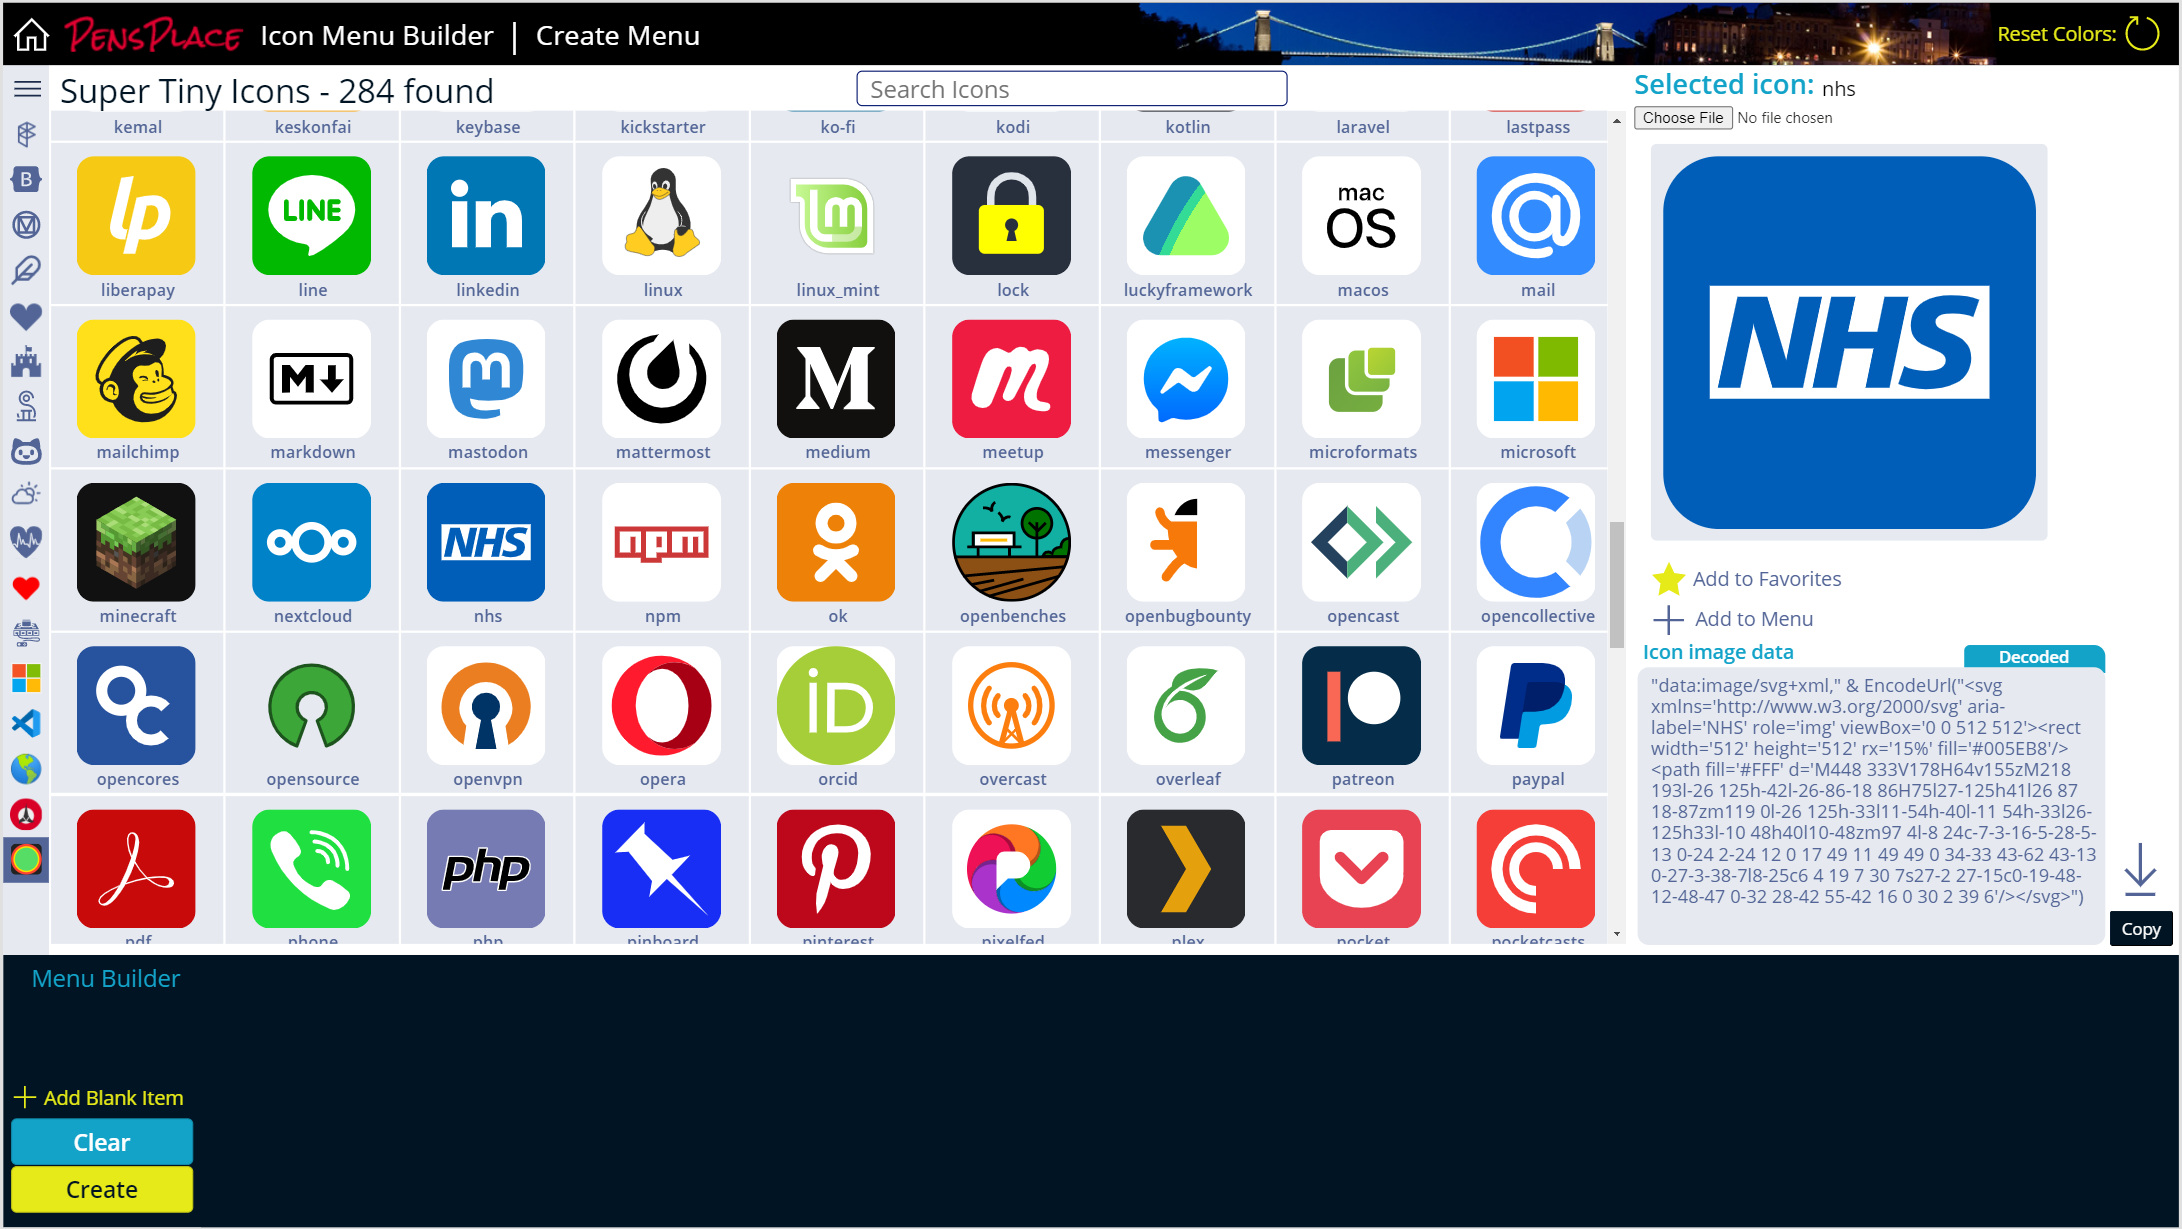 PENSPLACE Icon Menu Builder | Create Menu
Reset Colors:
Super Tiny Icons - 284 found
Search Icons
Selected icon: nhs
Choose File No file chosen
kemal keskonfai keybase kickstarter ko-fi kodi kotlin laravel lastpass
lp LINE in lm mac OS @
liberapay line linkedin linux linux_mint lock luckyframework macos mail
M m M m
mailchimp markdown mastodon mattermost medium meetup messenger microformats microsoft
NHS npm
minecraft nextcloud nhs npm ok openbenches openbugbounty opencast opencollective
iD
opencores opensource openvpn opera orcid overcast overleaf patreon paypal
php
pdf phone php pinboard pinterest pixelfed plex pocket pocketcasts
NHS
Add to Favorites
Add to Menu
Icon image data
Decoded
"data:image/svg+xml," & EncodeUrl("<svg
xmlns='http://www.w3.org/2000/svg' aria-
label='NHS' role='img' viewBox='0 0 512 512'><rect
width='512' height='512' rx='15%' fill='#005EB8'/>
<path fill='#FFF' d='M448 333V178H64v155zM218
193l-26 125h-42l-26-86-18 86H75l27-125h41l26 87
18-87zm119 0l-26 125h-33l11-54h-40l-11 54h-33l26-
125h33l-10 48h40l10-48zm97 4l-8 24c-7-3-16-5-28-5-
13 0-24 2-24 12 0 17 49 11 49 49 0 34-33 43-62 43-13
0-27-3-38-7l8-25c6 4 19 7 30 7s27-2 27-15c0-19-48-
12-48-47 0-32 28-42 55-42 16 0 30 2 39 6'/></svg>")
Copy
Menu Builder
Add Blank Item
Clear
Create